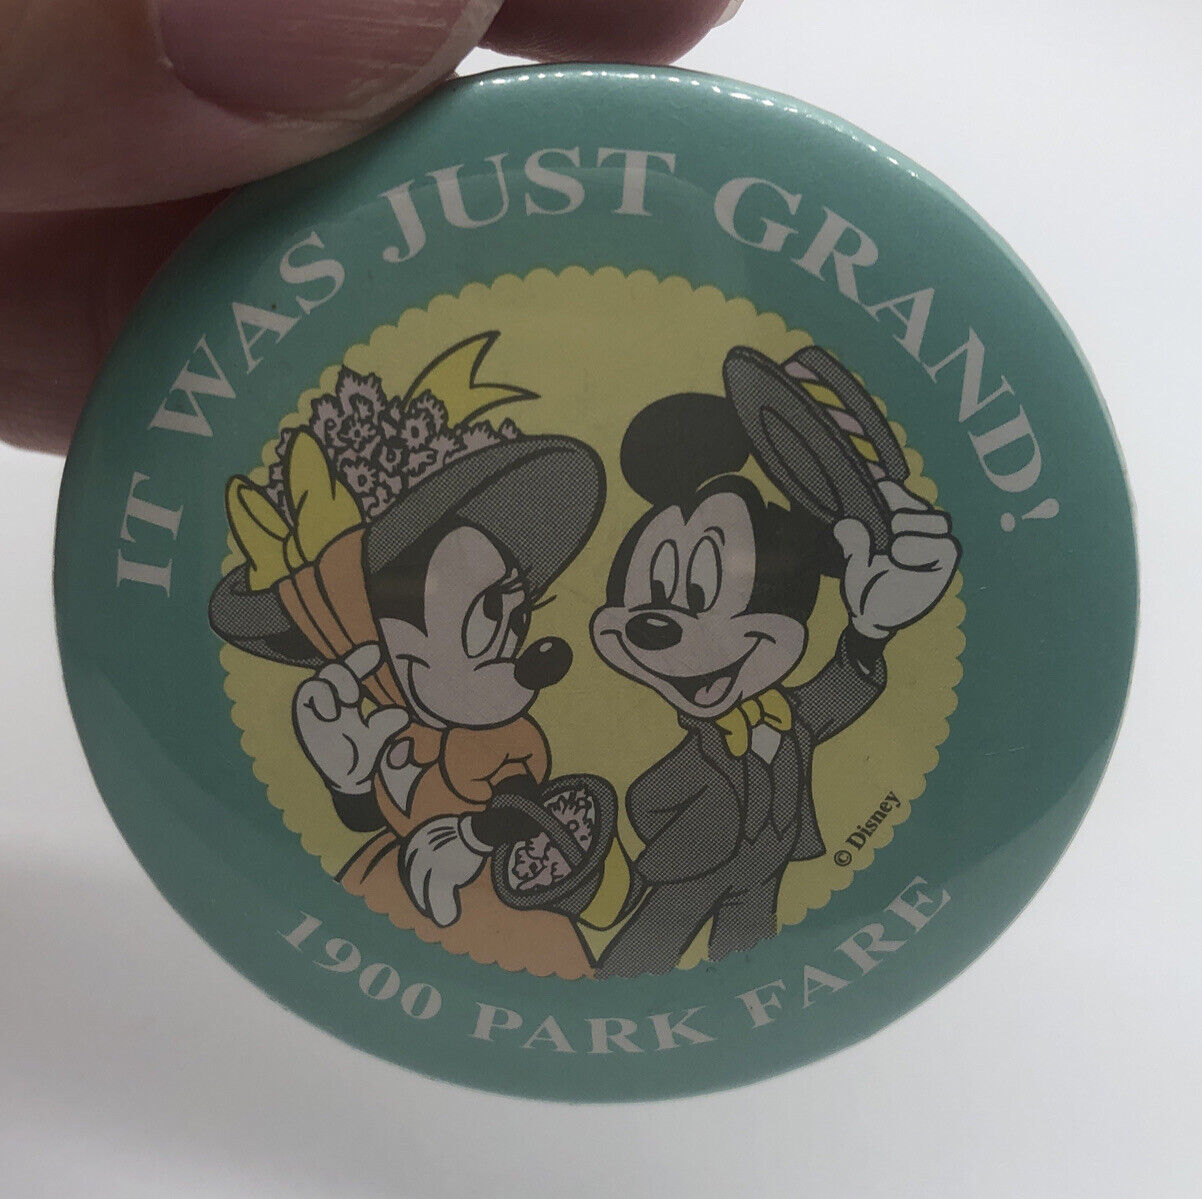 IT WAS JUST GRAND!
© Disney
1900 PARK FARE